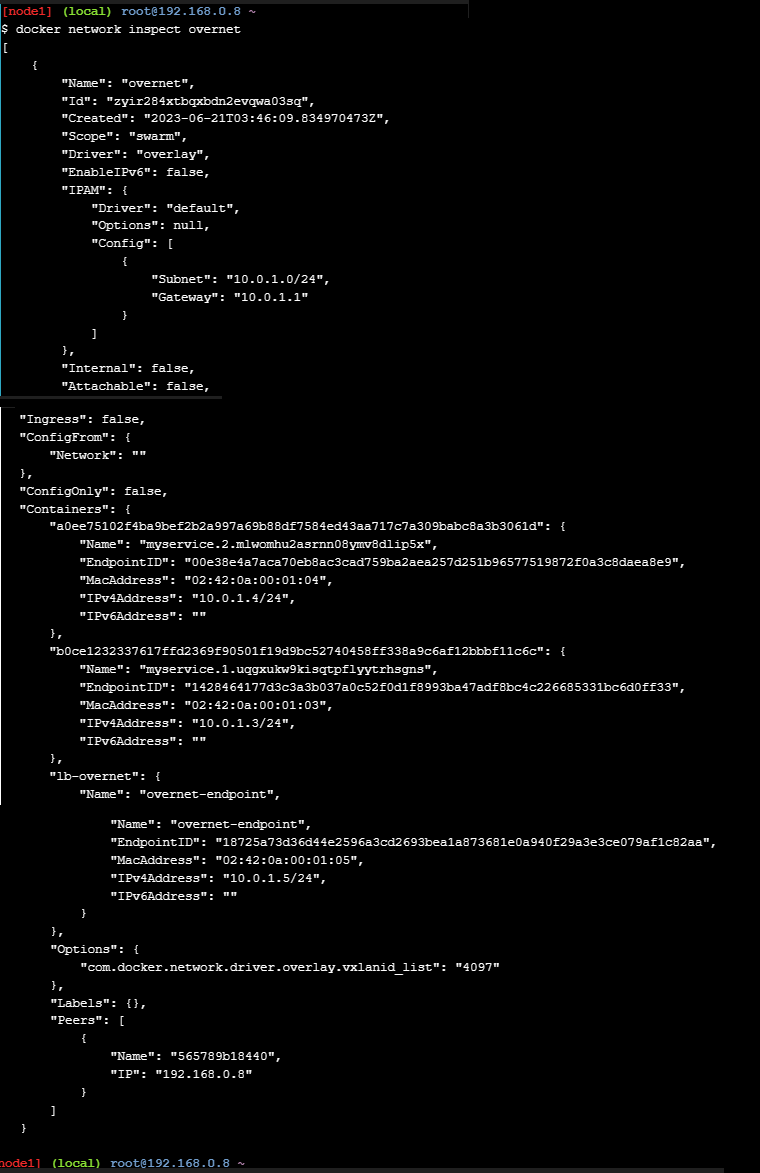 [node1] (local) root@192.168.0.8 ~
$ docker network inspect overnet
[
    {
        "Name": "overnet",
        "Id": "zyir284xtbqxbdn2evqwa03sq",
        "Created": "2023-06-21T03:46:09.834970473Z",
        "Scope": "swarm",
        "Driver": "overlay",
        "EnableIPv6": false,
        "IPAM": {
            "Driver": "default",
            "Options": null,
            "Config": [
                {
                    "Subnet": "10.0.1.0/24",
                    "Gateway": "10.0.1.1"
                }
            ]
        },
        "Internal": false,
        "Attachable": false,
"Ingress": false,
"ConfigFrom": {
    "Network": ""
},
"ConfigOnly": false,
"Containers": {
    "a0ee75102f4ba9bef2b2a997a69b88df7584ed43aa717c7a309babc8a3b3061d": {
        "Name": "myservice.2.mlwomhu2asrnn08ymv8dlip5x",
        "EndpointID": "00e38e4a7aca70eb8ac3cad759ba2aea257d251b96577519872f0a3c8daea8e9",
        "MacAddress": "02:42:0a:00:01:04",
        "IPv4Address": "10.0.1.4/24",
        "IPv6Address": ""
    },
    "b0ce1232337617ffd2369f90501f19d9bc52740458ff338a9c6af12bbbf11c6c": {
        "Name": "myservice.1.uqgxukw9kisqtpflyytrhsgns",
        "EndpointID": "1428464177d3c3a3b037a0c52f0d1f8993ba47adf8bc4c226685331bc6d0ff33",
        "MacAddress": "02:42:0a:00:01:03",
        "IPv4Address": "10.0.1.3/24",
        "IPv6Address": ""
    },
    "lb-overnet": {
        "Name": "overnet-endpoint",
        "Name": "overnet-endpoint",
        "EndpointID": "18725a73d36d44e2596a3cd2693bea1a873681e0a940f29a3e3ce079af1c82aa",
        "MacAddress": "02:42:0a:00:01:05",
        "IPv4Address": "10.0.1.5/24",
        "IPv6Address": ""
    }
},
"Options": {
    "com.docker.network.driver.overlay.vxlanid_list": "4097"
},
"Labels": {},
"Peers": [
    {
        "Name": "565789b18440",
        "IP": "192.168.0.8"
    }
]
}
node1] (local) root@192.168.0.8 ~